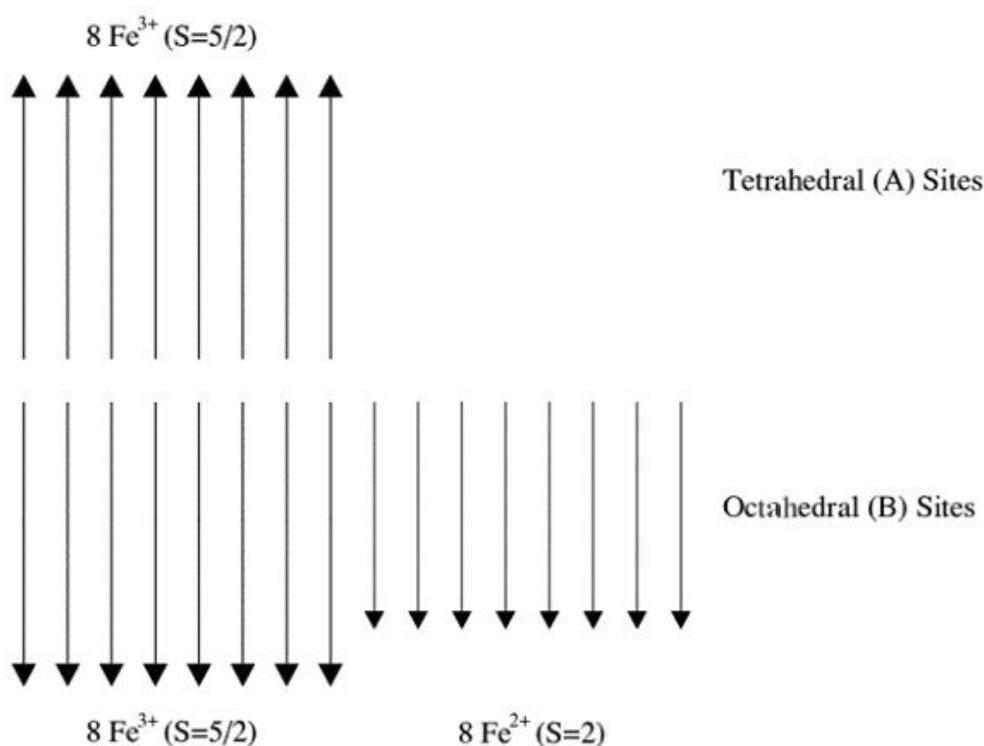 8 Fe³⁺ (S=5/2)
Tetrahedral (A) Sites
Octahedral (B) Sites
8 Fe³⁺ (S=5/2)
8 Fe²⁺ (S=2)